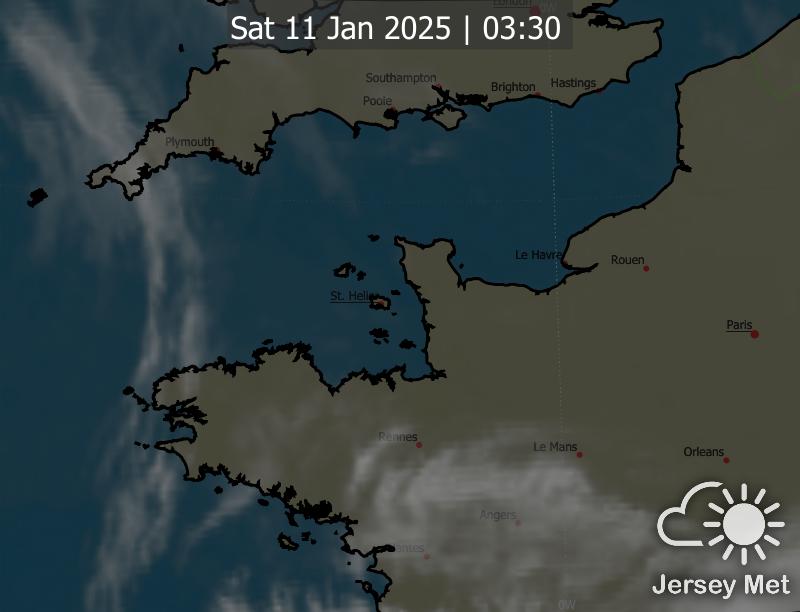 London
0W
Sat 11 Jan 2025 | 03:30
Southampton
Brighton
Hastings
Poole
Plymouth
Le Havre
Rouen
St. Helier
Paris
Rennes
Le Mans
Orleans
Angers
Nantes
Jersey Met
0W